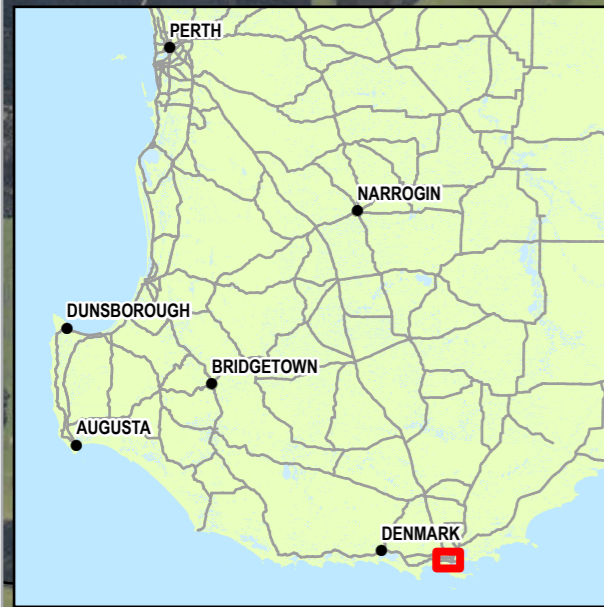 PERTH
NARROGIN
DUNSBOROUGH
BRIDGETOWN
AUGUSTA
DENMARK